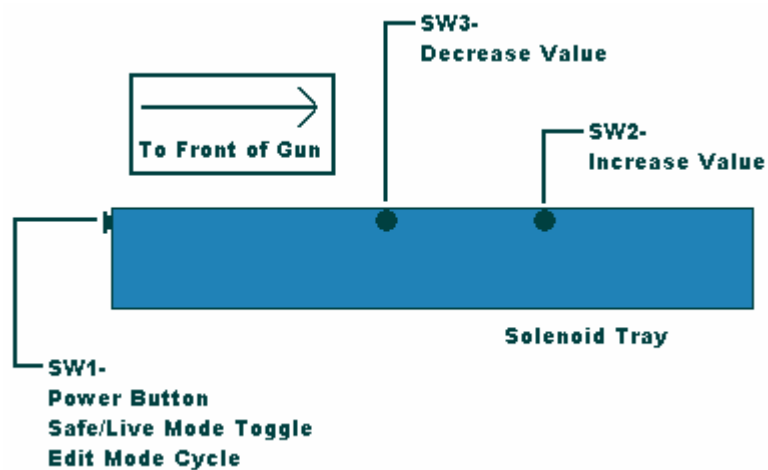 SW3-
Decrease Value
To Front of Gun
SW2-
Increase Value
Solenoid Tray
SW1-
Power Button
Safe/Live Mode Toggle
Edit Mode Cycle